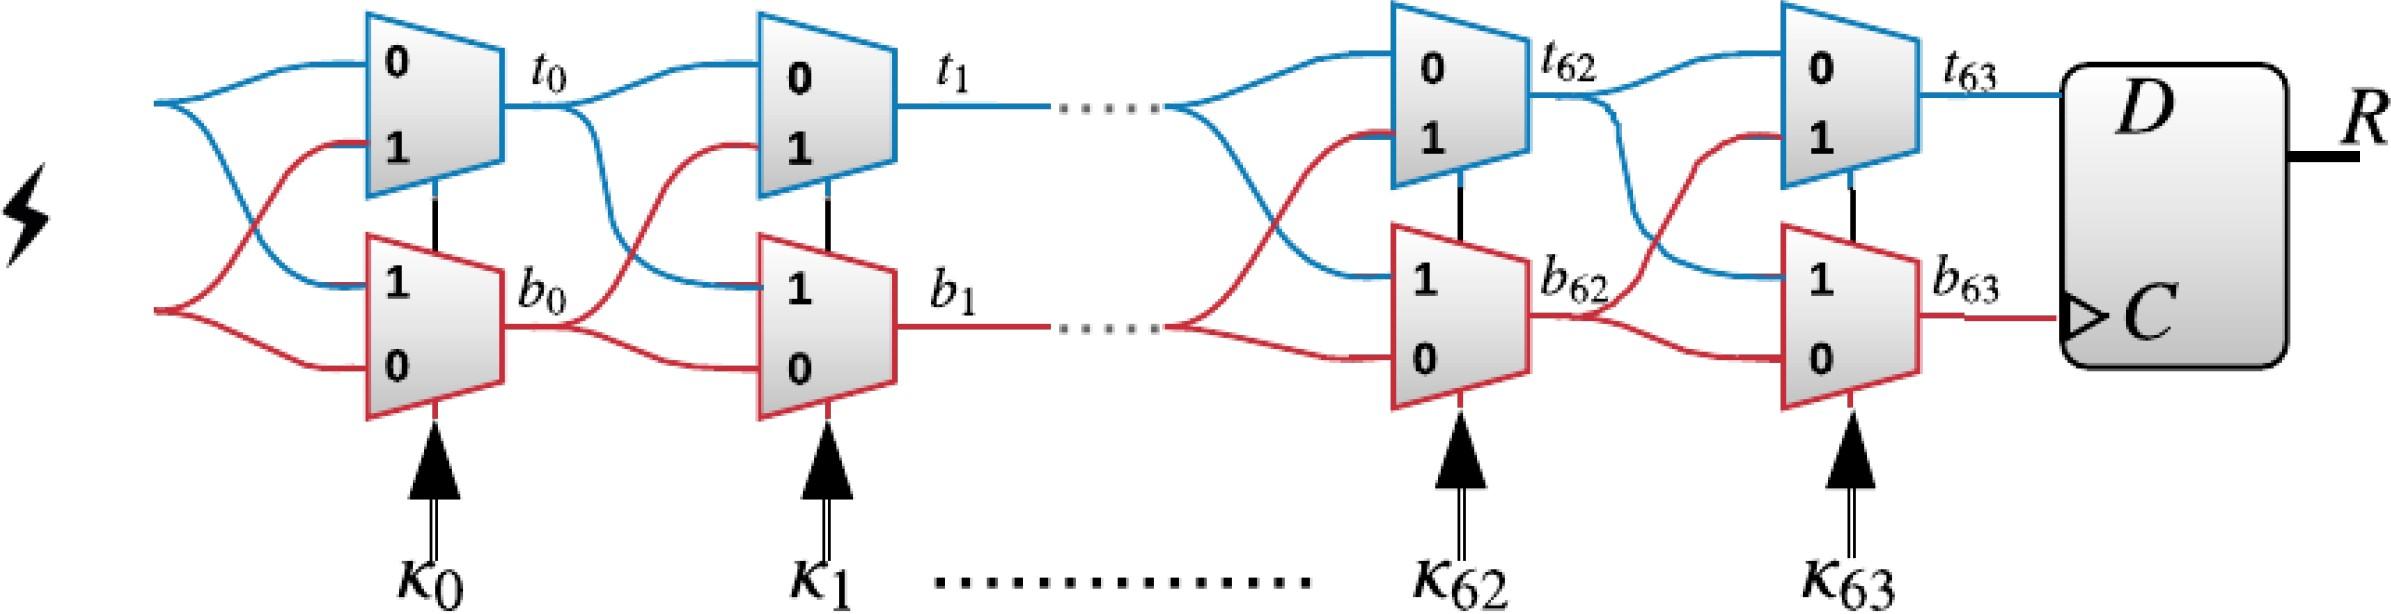 0 t₀ 0 t₁ 0 t₆₂ 0 t₆₃ D R
1 1 1 1
1 b₀ 1 b₁ 1 b₆₂ 1 b₆₃ C
0 0 0 0
κ₀ κ₁ ............... κ₆₂ κ₆₃